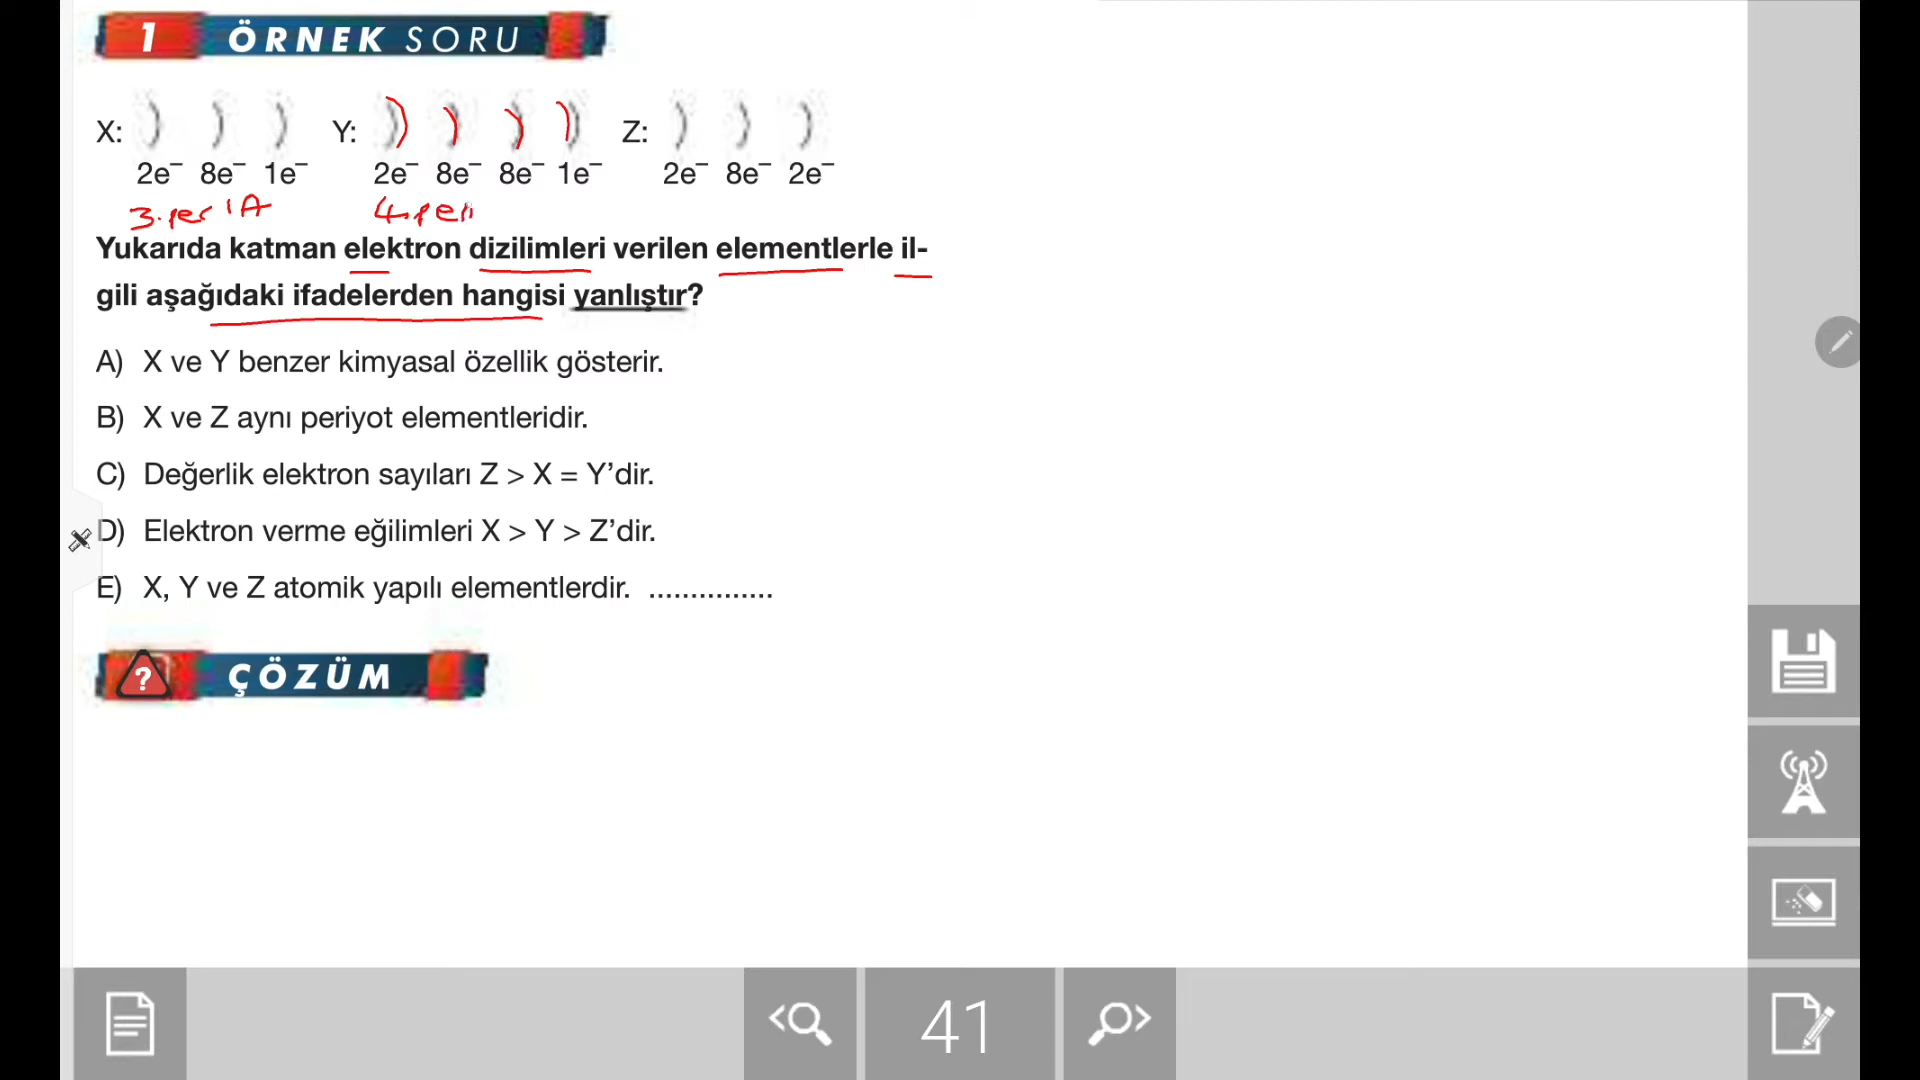 1 ÖRNEK SORU
X: Y: Z:
2e⁻ 8e⁻ 1e⁻ 2e⁻ 8e⁻ 8e⁻ 1e⁻ 2e⁻ 8e⁻ 2e⁻
3.per 1A 4.peri
Yukarıda katman elektron dizilimleri verilen elementlerle il-
gili aşağıdaki ifadelerden hangisi yanlıştır?
A) X ve Y benzer kimyasal özellik gösterir.
B) X ve Z aynı periyot elementleridir.
C) Değerlik elektron sayıları Z > X = Y’dir.
D) Elektron verme eğilimleri X > Y > Z’dir.
E) X, Y ve Z atomik yapılı elementlerdir. ...............
? ÇÖZÜM
41